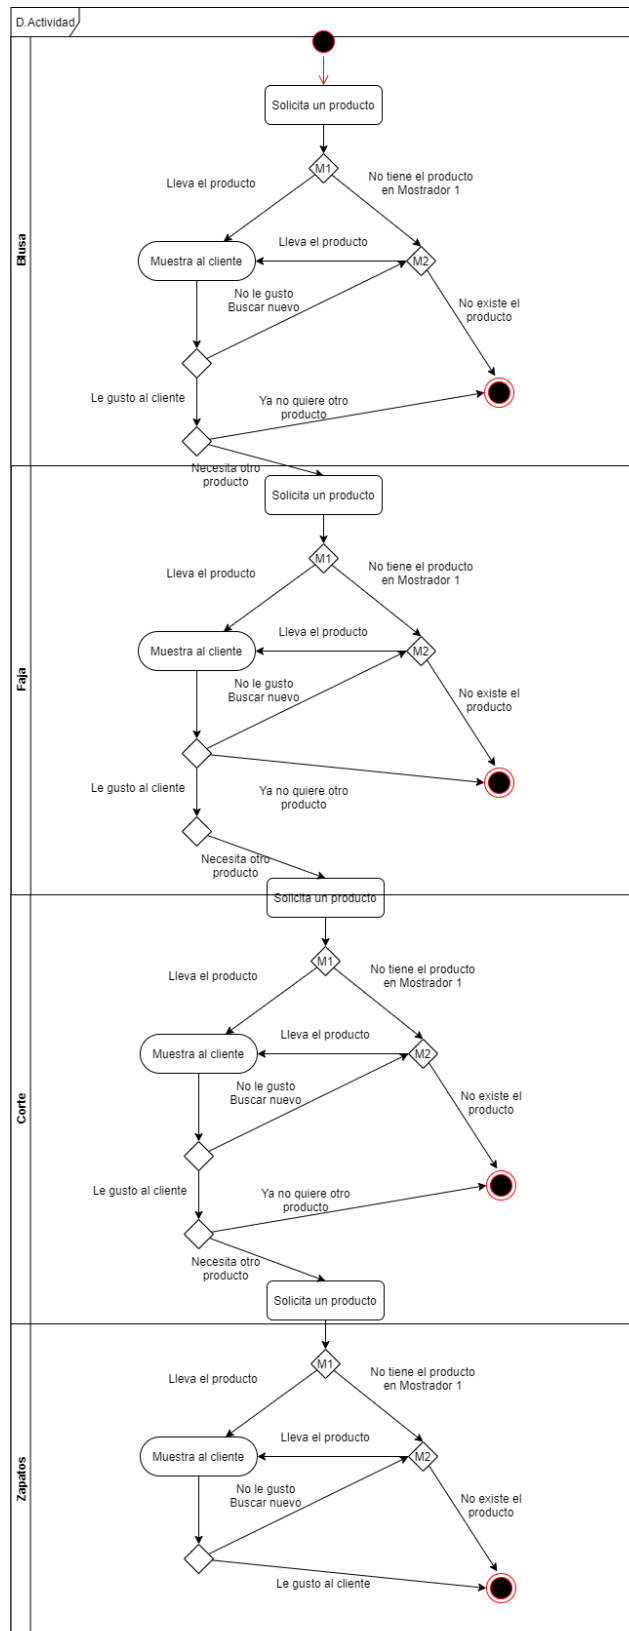 D.Actividad
Blusa
Solicita un producto
M1
Lleva el producto
No tiene el producto
en Mostrador 1
Lleva el producto
Muestra al cliente
M2
No le gusto
Buscar nuevo
No existe el
producto
Le gusto al cliente
Ya no quiere otro
producto
Necesita otro
producto
Faja
Solicita un producto
M1
Lleva el producto
No tiene el producto
en Mostrador 1
Lleva el producto
Muestra al cliente
M2
No le gusto
Buscar nuevo
No existe el
producto
Le gusto al cliente
Ya no quiere otro
producto
Necesita otro
producto
Solicita un producto
Corte
M1
Lleva el producto
No tiene el producto
en Mostrador 1
Lleva el producto
Muestra al cliente
M2
No le gusto
Buscar nuevo
No existe el
producto
Le gusto al cliente
Ya no quiere otro
producto
Necesita otro
producto
Solicita un producto
Zapatos
M1
Lleva el producto
No tiene el producto
en Mostrador 1
Lleva el producto
Muestra al cliente
M2
No le gusto
Buscar nuevo
No existe el
producto
Le gusto al cliente